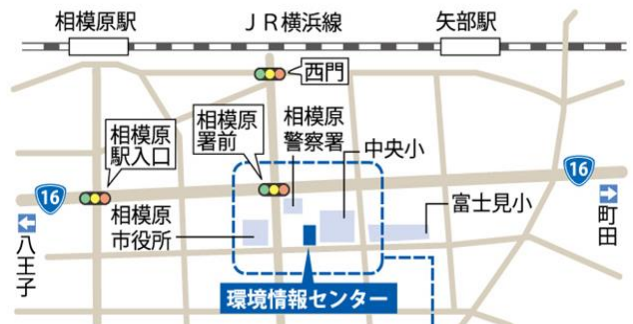 相模原駅
JR横浜線
矢部駅
西門
相模原
駅入口
相模原
署前
相模原
警察署
中央小
16
16
相模原
市役所
富士見小
八王子
町田
環境情報センター